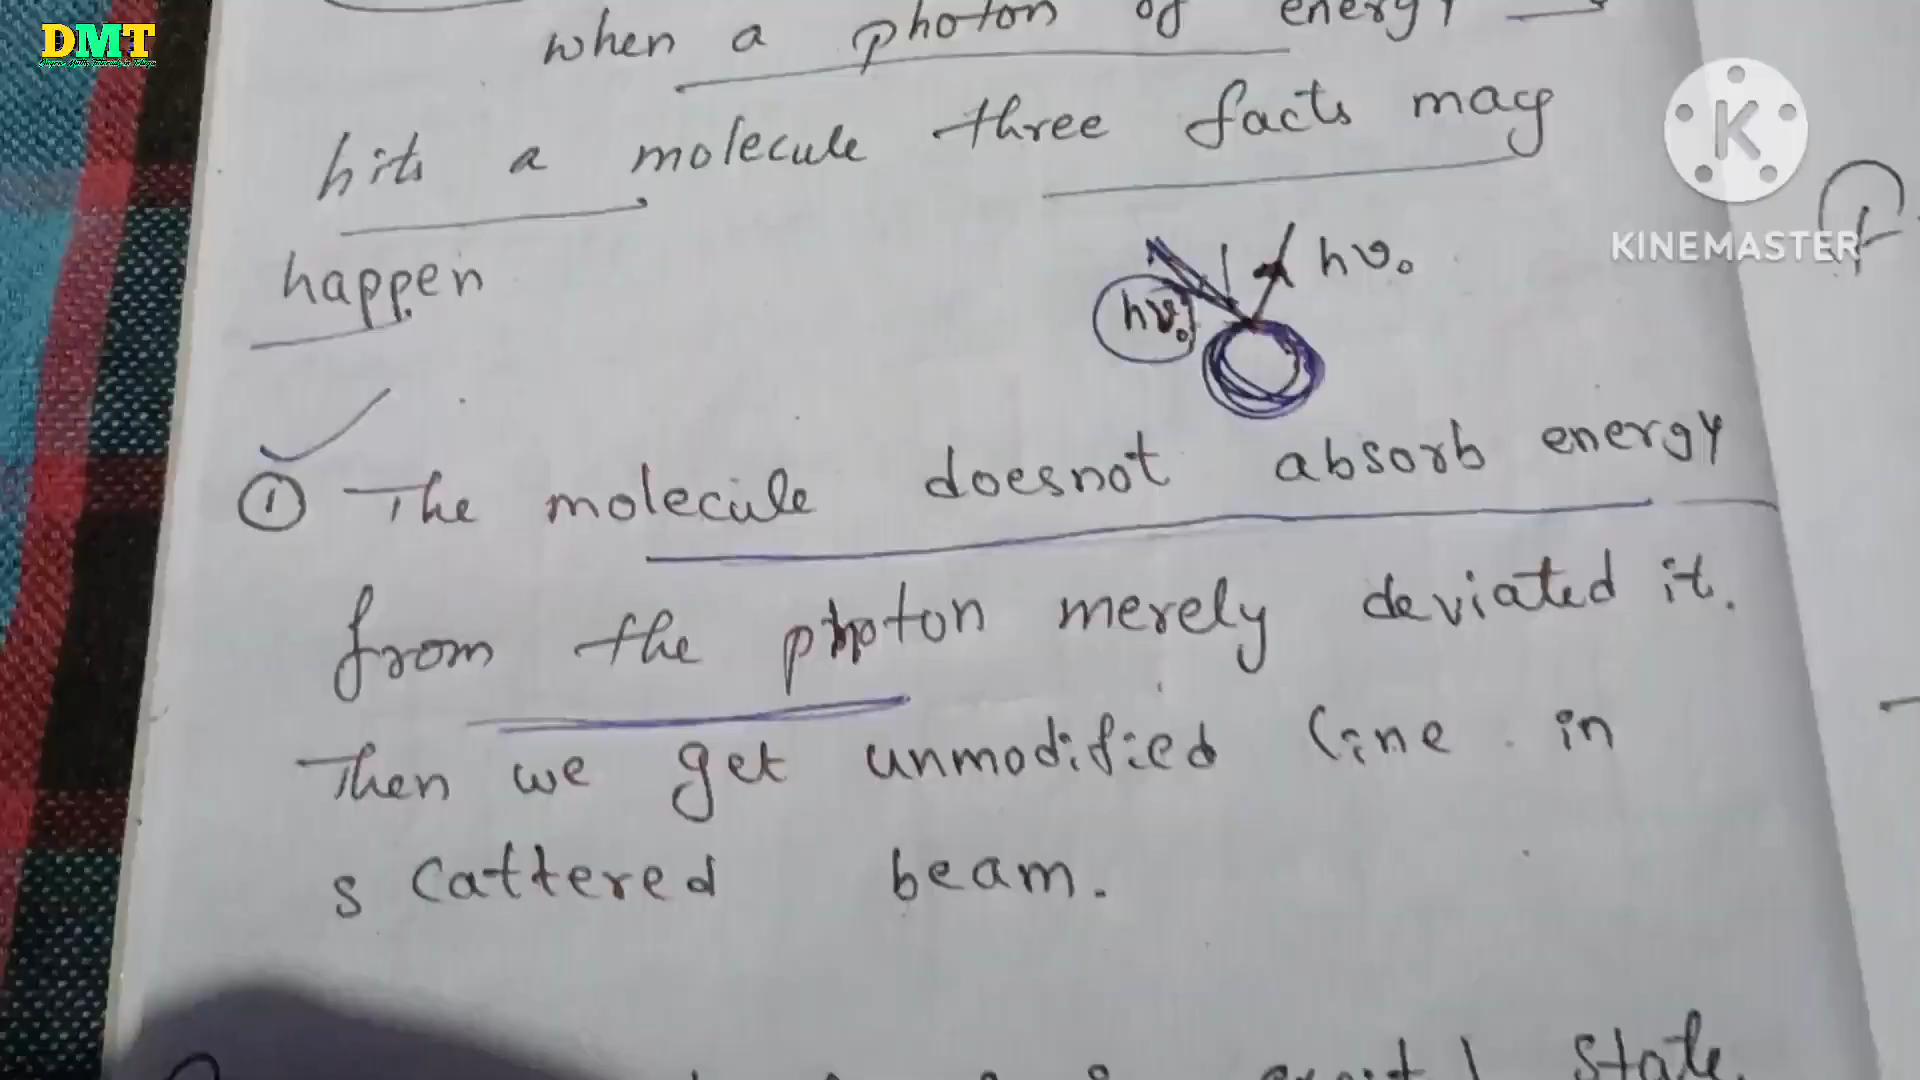 DMT
when a photon of energy
KINEMASTER
hits a molecule three facts may
happen
hν₀
hν₀
① The molecule doesnot absorb energy
from the photon merely deviated it.
Then we get unmodified line in
scattered beam.
state